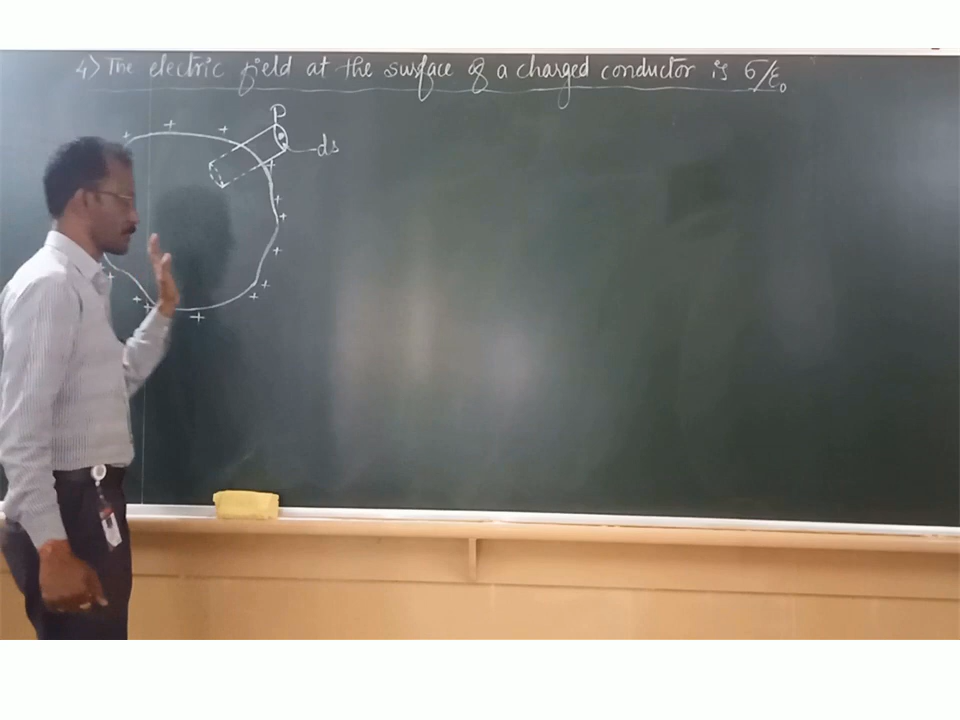 4) The electric field at the surface of a charged conductor is σ/ε₀
P
ds